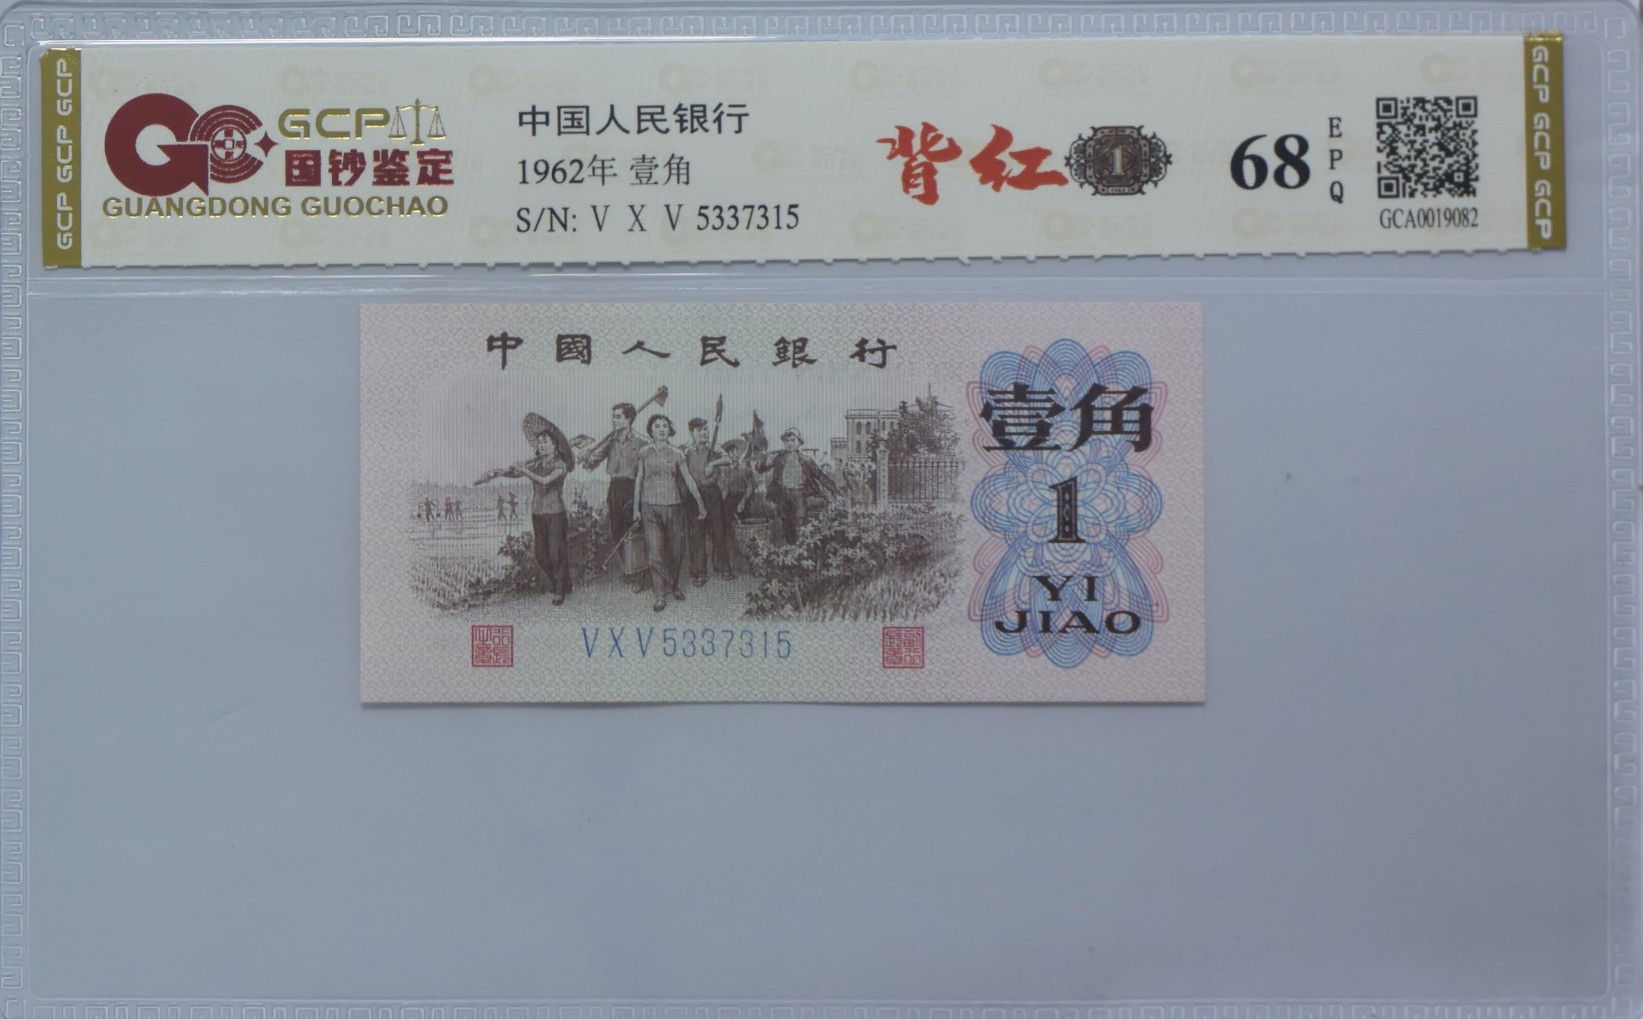 GCP
国钞鉴定
GUANGDONG GUOCHAO
中国人民银行
1962年 壹角
S/N: V X V 5337315
背红
1
68
EPQ
GCA0019082
GCP GCP GCP
GCP GCP GCP
中國人民銀行
壹角
1
YI
JIAO
VXV5337315